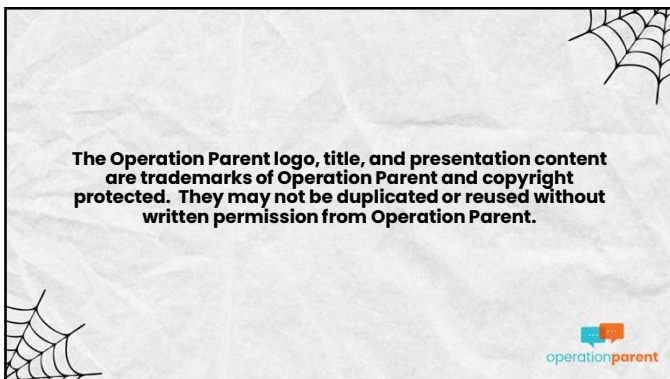 The Operation Parent logo, title, and presentation content
are trademarks of Operation Parent and copyright
protected.  They may not be duplicated or reused without
written permission from Operation Parent.
operationparent